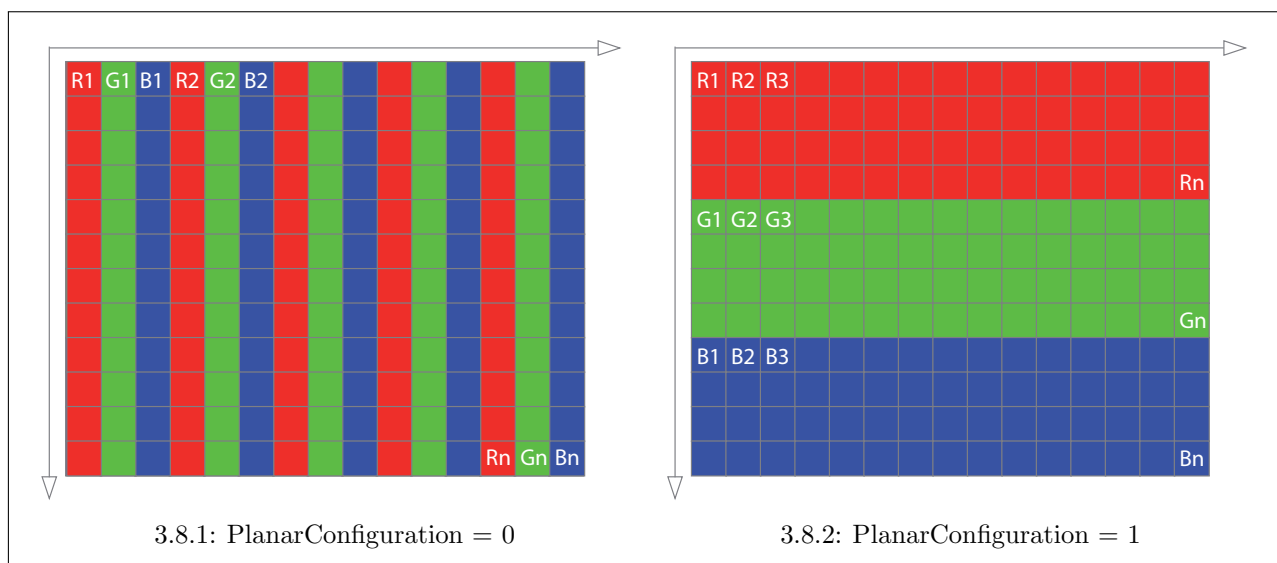 R1 G1 B1 R2 G2 B2
Rn Gn Bn
3.8.1: PlanarConfiguration = 0
R1 R2 R3
Rn
G1 G2 G3
Gn
B1 B2 B3
Bn
3.8.2: PlanarConfiguration = 1